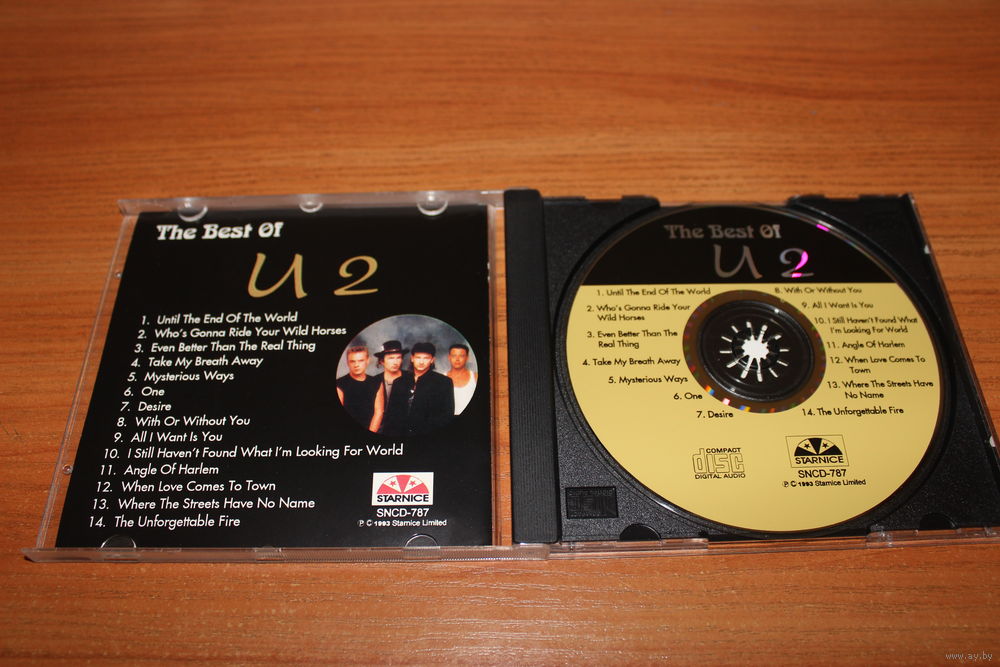 The Best Of
U2
1. Until The End Of The World
2. Who's Gonna Ride Your Wild Horses
3. Even Better Than The Real Thing
4. Take My Breath Away
5. Mysterious Ways
6. One
7. Desire
8. With Or Without You
9. All I Want Is You
10. I Still Haven't Found What I'm Looking For World
11. Angle Of Harlem
12. When Love Comes To Town
13. Where The Streets Have No Name
14. The Unforgettable Fire
STARNICE
SNCD-787
℗ © 1993 Starnice Limited
The Best Of
U2
1. Until The End Of The World
2. Who's Gonna Ride Your
Wild Horses
3. Even Better Than The
Real Thing
4. Take My Breath Away
5. Mysterious Ways
6. One
7. Desire
8. With Or Without You
9. All I Want Is You
10. I Still Haven't Found What
I'm Looking For World
11. Angle Of Harlem
12. When Love Comes To
Town
13. Where The Streets Have
No Name
14. The Unforgettable Fire
COMPACT
disc
DIGITAL AUDIO
STARNICE
SNCD-787
℗ © 1993 Starnice Limited
www.ay.by